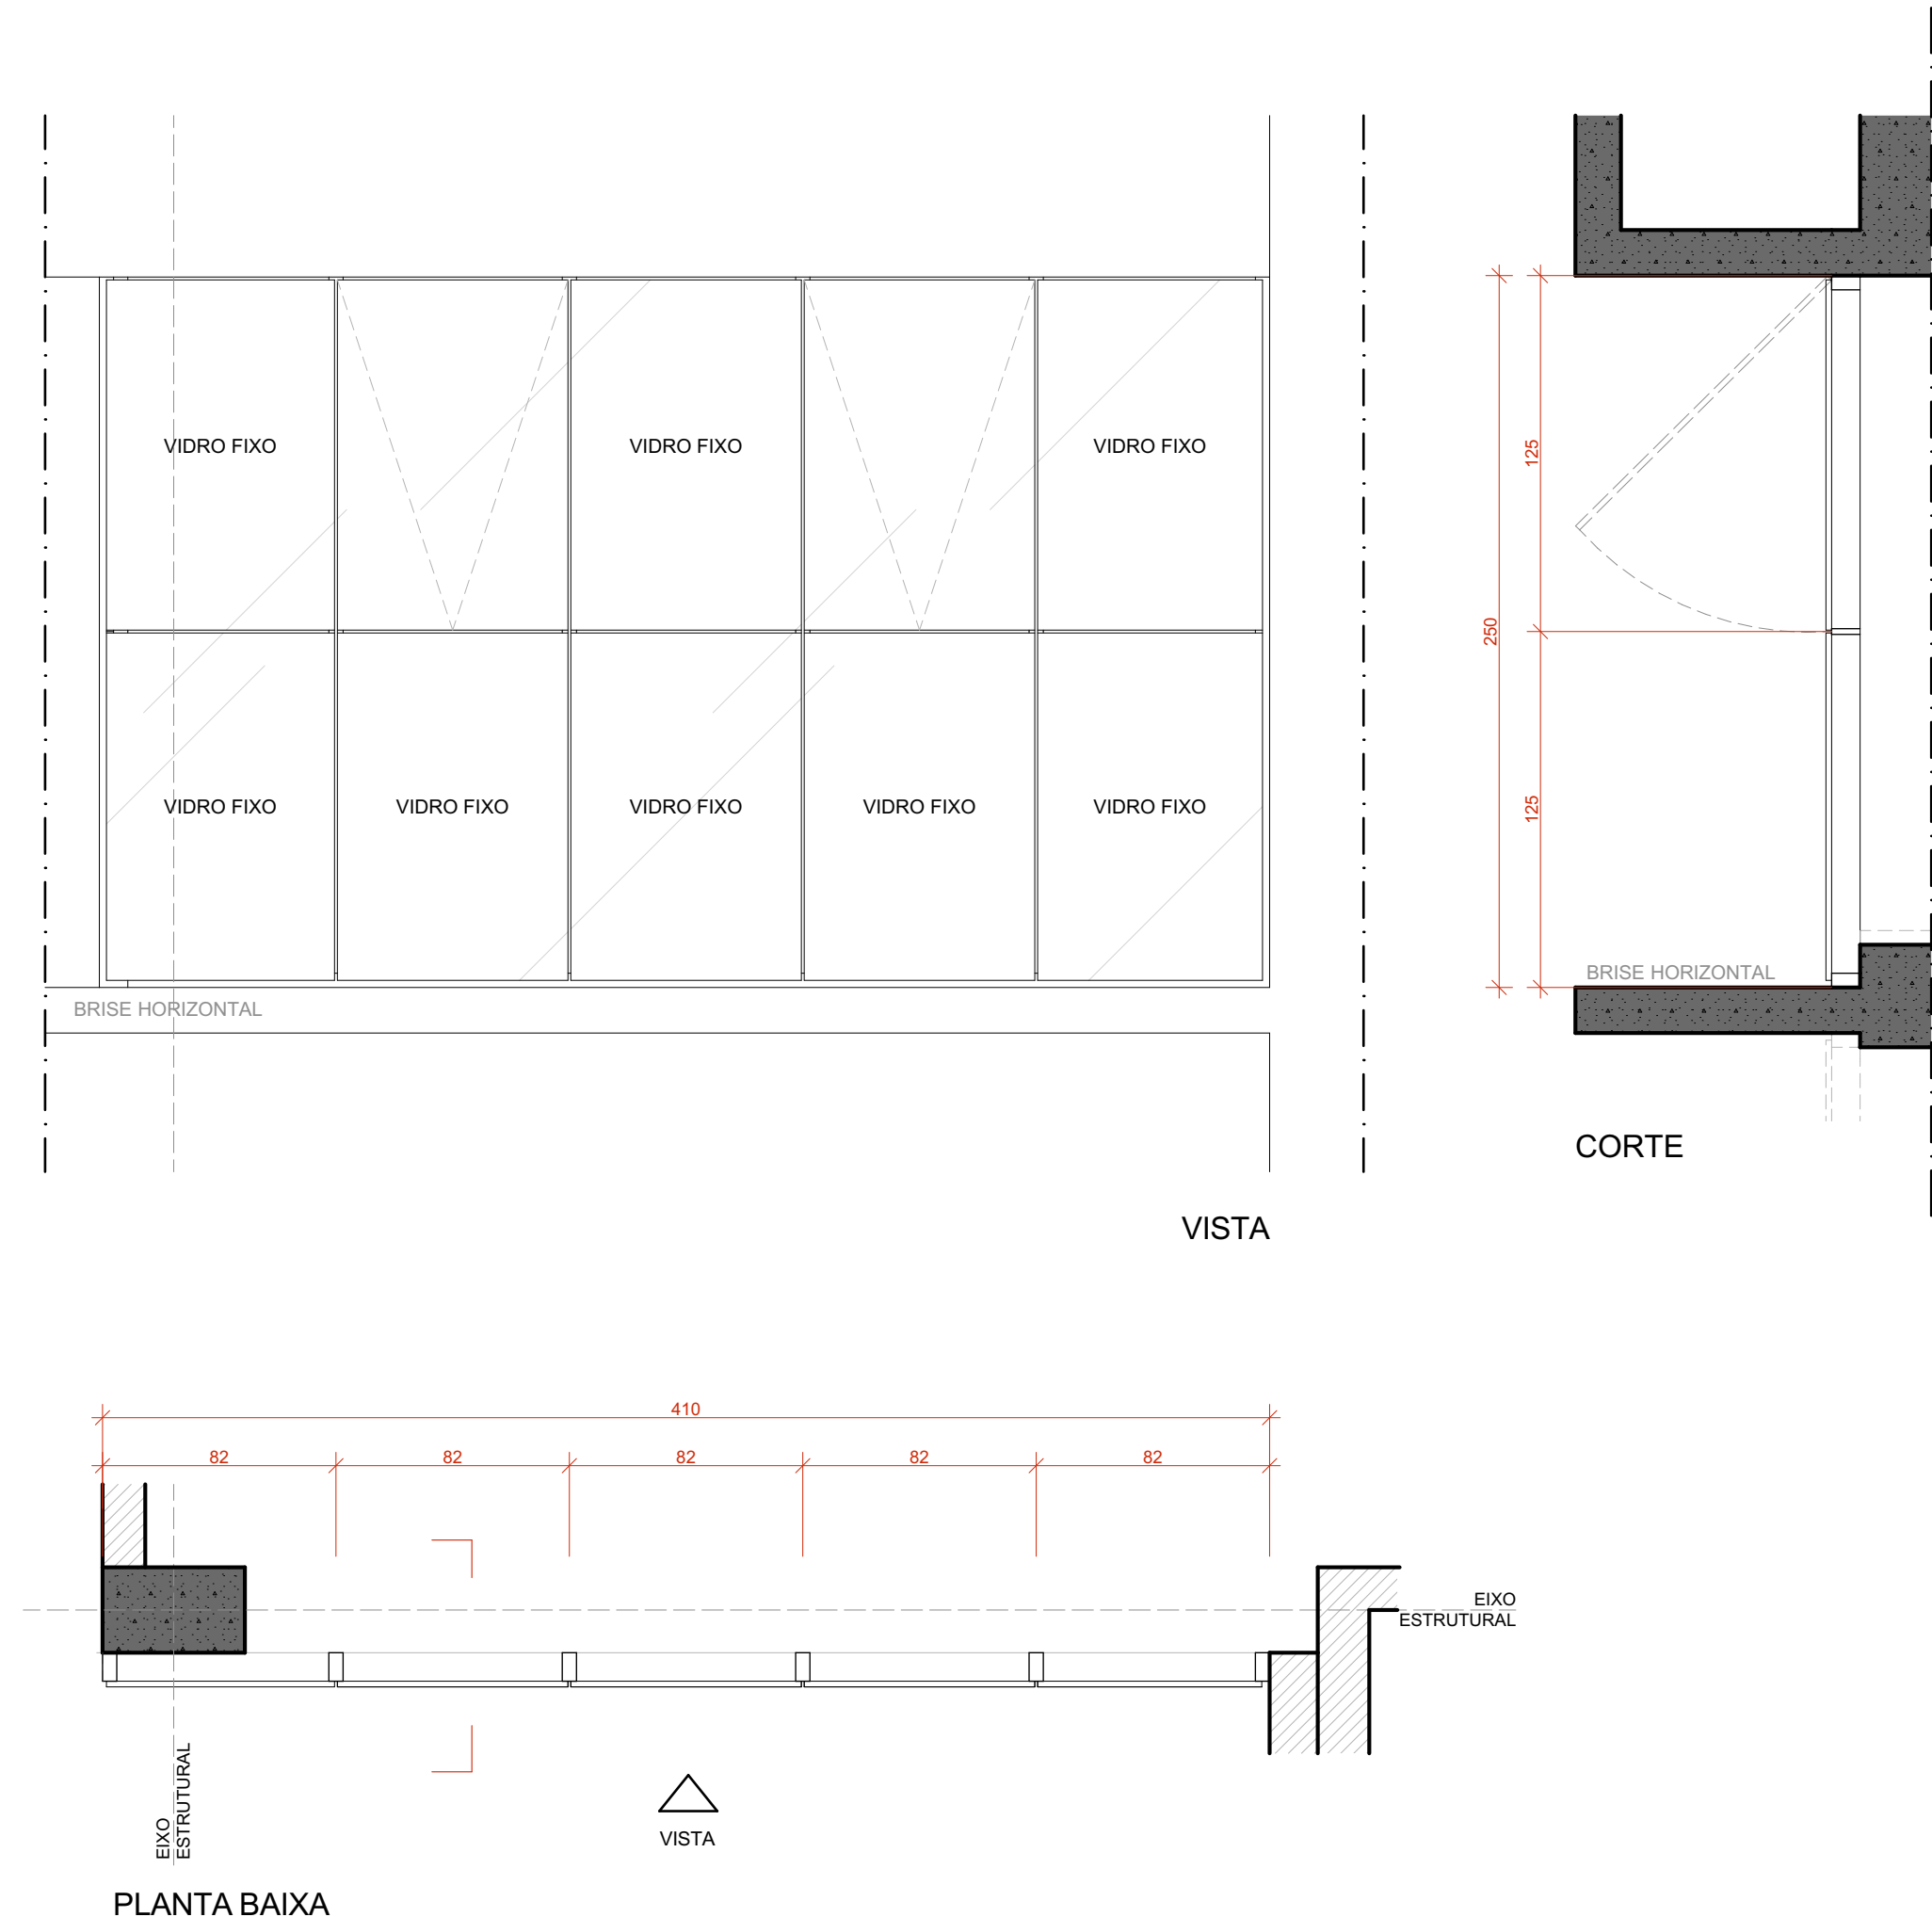 VIDRO FIXO
VIDRO FIXO
VIDRO FIXO
VIDRO FIXO
VIDRO FIXO
VIDRO FIXO
VIDRO FIXO
VIDRO FIXO
BRISE HORIZONTAL
VISTA
125
250
125
BRISE HORIZONTAL
CORTE
410
82
82
82
82
82
EIXO
ESTRUTURAL
EIXO
ESTRUTURAL
VISTA
PLANTA BAIXA